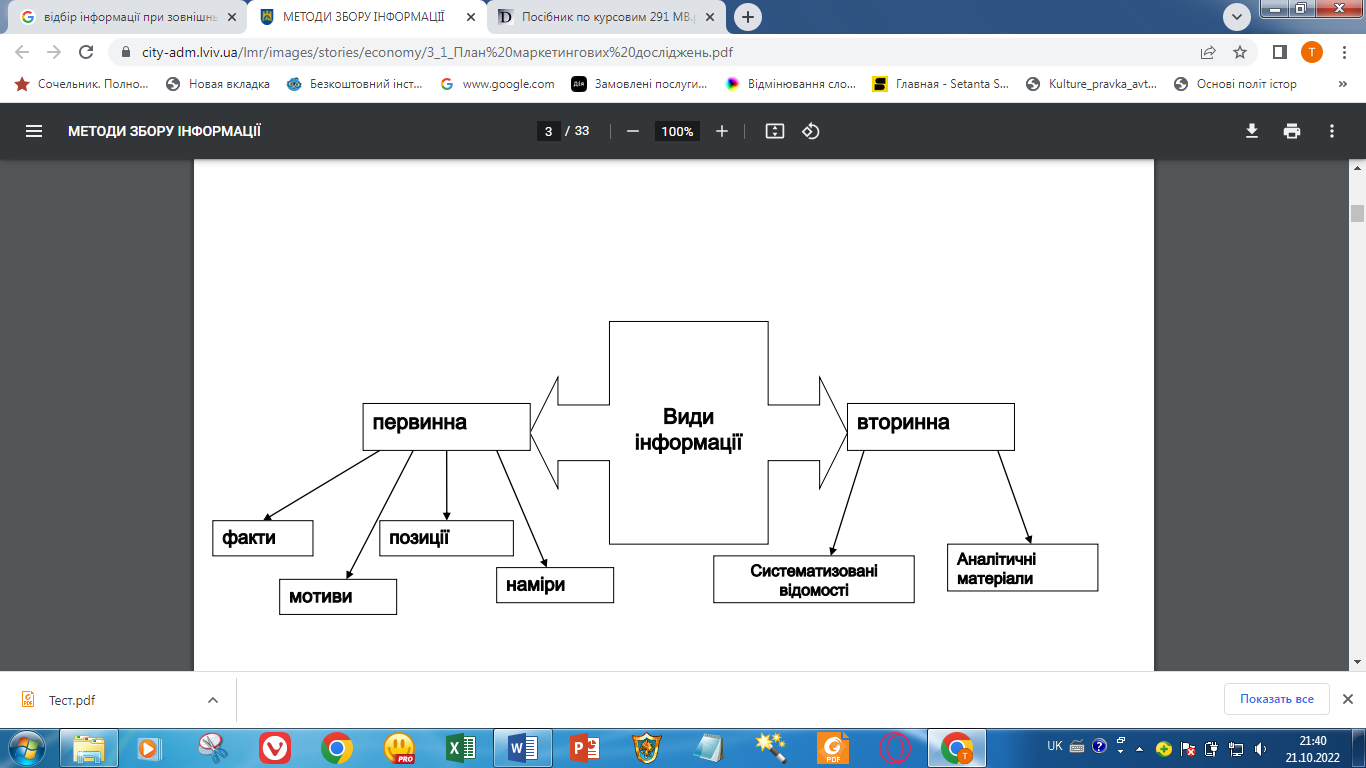 відбір інформації при зовнішнь
МЕТОДИ ЗБОРУ ІНФОРМАЦІЇ
Посібник по курсовим 291 МВ.p
city-adm.lviv.ua/lmr/images/stories/economy/3_1_План%20маркетингових%20досліджень.pdf
T
Сочельник. Полно...
Новая вкладка
Безкоштовний інст...
www.google.com
Замовлені послуги...
Відмінювання сло...
Главная - Setanta S...
Kulture_pravka_avt...
Основі політ істор
»
МЕТОДИ ЗБОРУ ІНФОРМАЦІЇ
3 / 33
100%
Види
інформації
первинна
вторинна
факти
мотиви
позиції
наміри
Систематизовані
відомості
Аналітичні
матеріали
Тест.pdf
Показать все
UK
21:40
21.10.2022